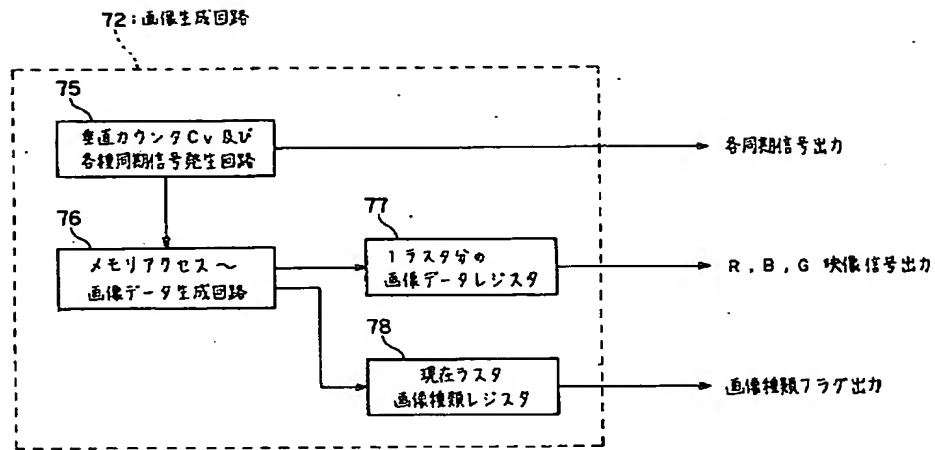 72:画像生成回路
75
垂直カウンタCv及び
各種同期信号発生回路
各同期信号出力
76
メモリアクセス〜
画像データ生成回路
77
1ラスタ分の
画像データレジスタ
R,B,G 映像信号出力
78
現在ラスタ
画像種類レジスタ
画像種類フラグ出力